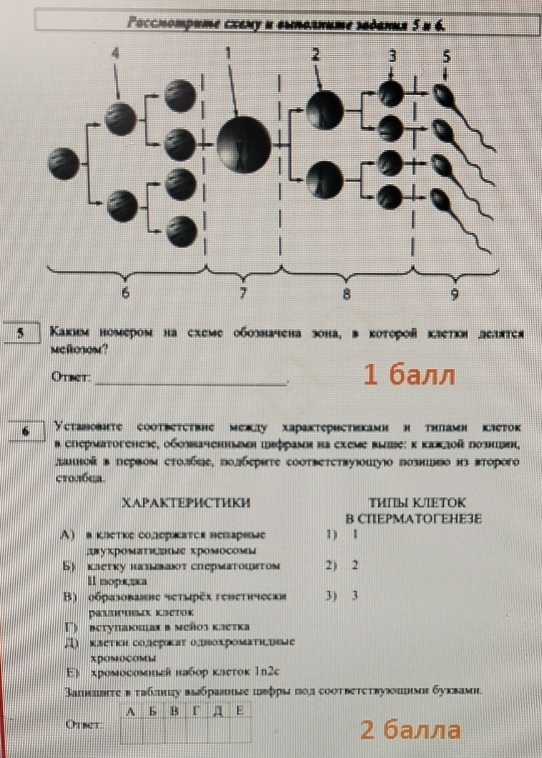 Рассмотрите схему и выполните задания 5 и 6.
4 1 2 3 5
6 7 8 9
5 Каким номером на схеме обозначена зона, в которой клетки делятся
мейозом?
Ответ: ____________________.
1 балл
6 Установите соответствие между характеристиками и типами клеток
в сперматогенезе, обозначенными цифрами на схеме выше: к каждой позиции,
данной в первом столбце, подберите соответствующую позицию из второго
столбца.
ХАРАКТЕРИСТИКИ
А) в клетке содержатся непарные
двухроматидные хромосомы
Б) клетку называют сперматоцитом
II порядка
В) образование четырёх генетически
различных клеток
Г) вступающая в мейоз клетка
Д) клетки содержат однохроматидные
хромосомы
Е) хромосомный набор клеток 1n2c
ТИПЫ КЛЕТОК
В СПЕРМАТОГЕНЕЗЕ
1) 1
2) 2
3) 3
Запишите в таблицу выбранные цифры под соответствующими буквами.
Ответ:
А Б В Г Д Е
2 балла